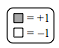 = +1
= −1